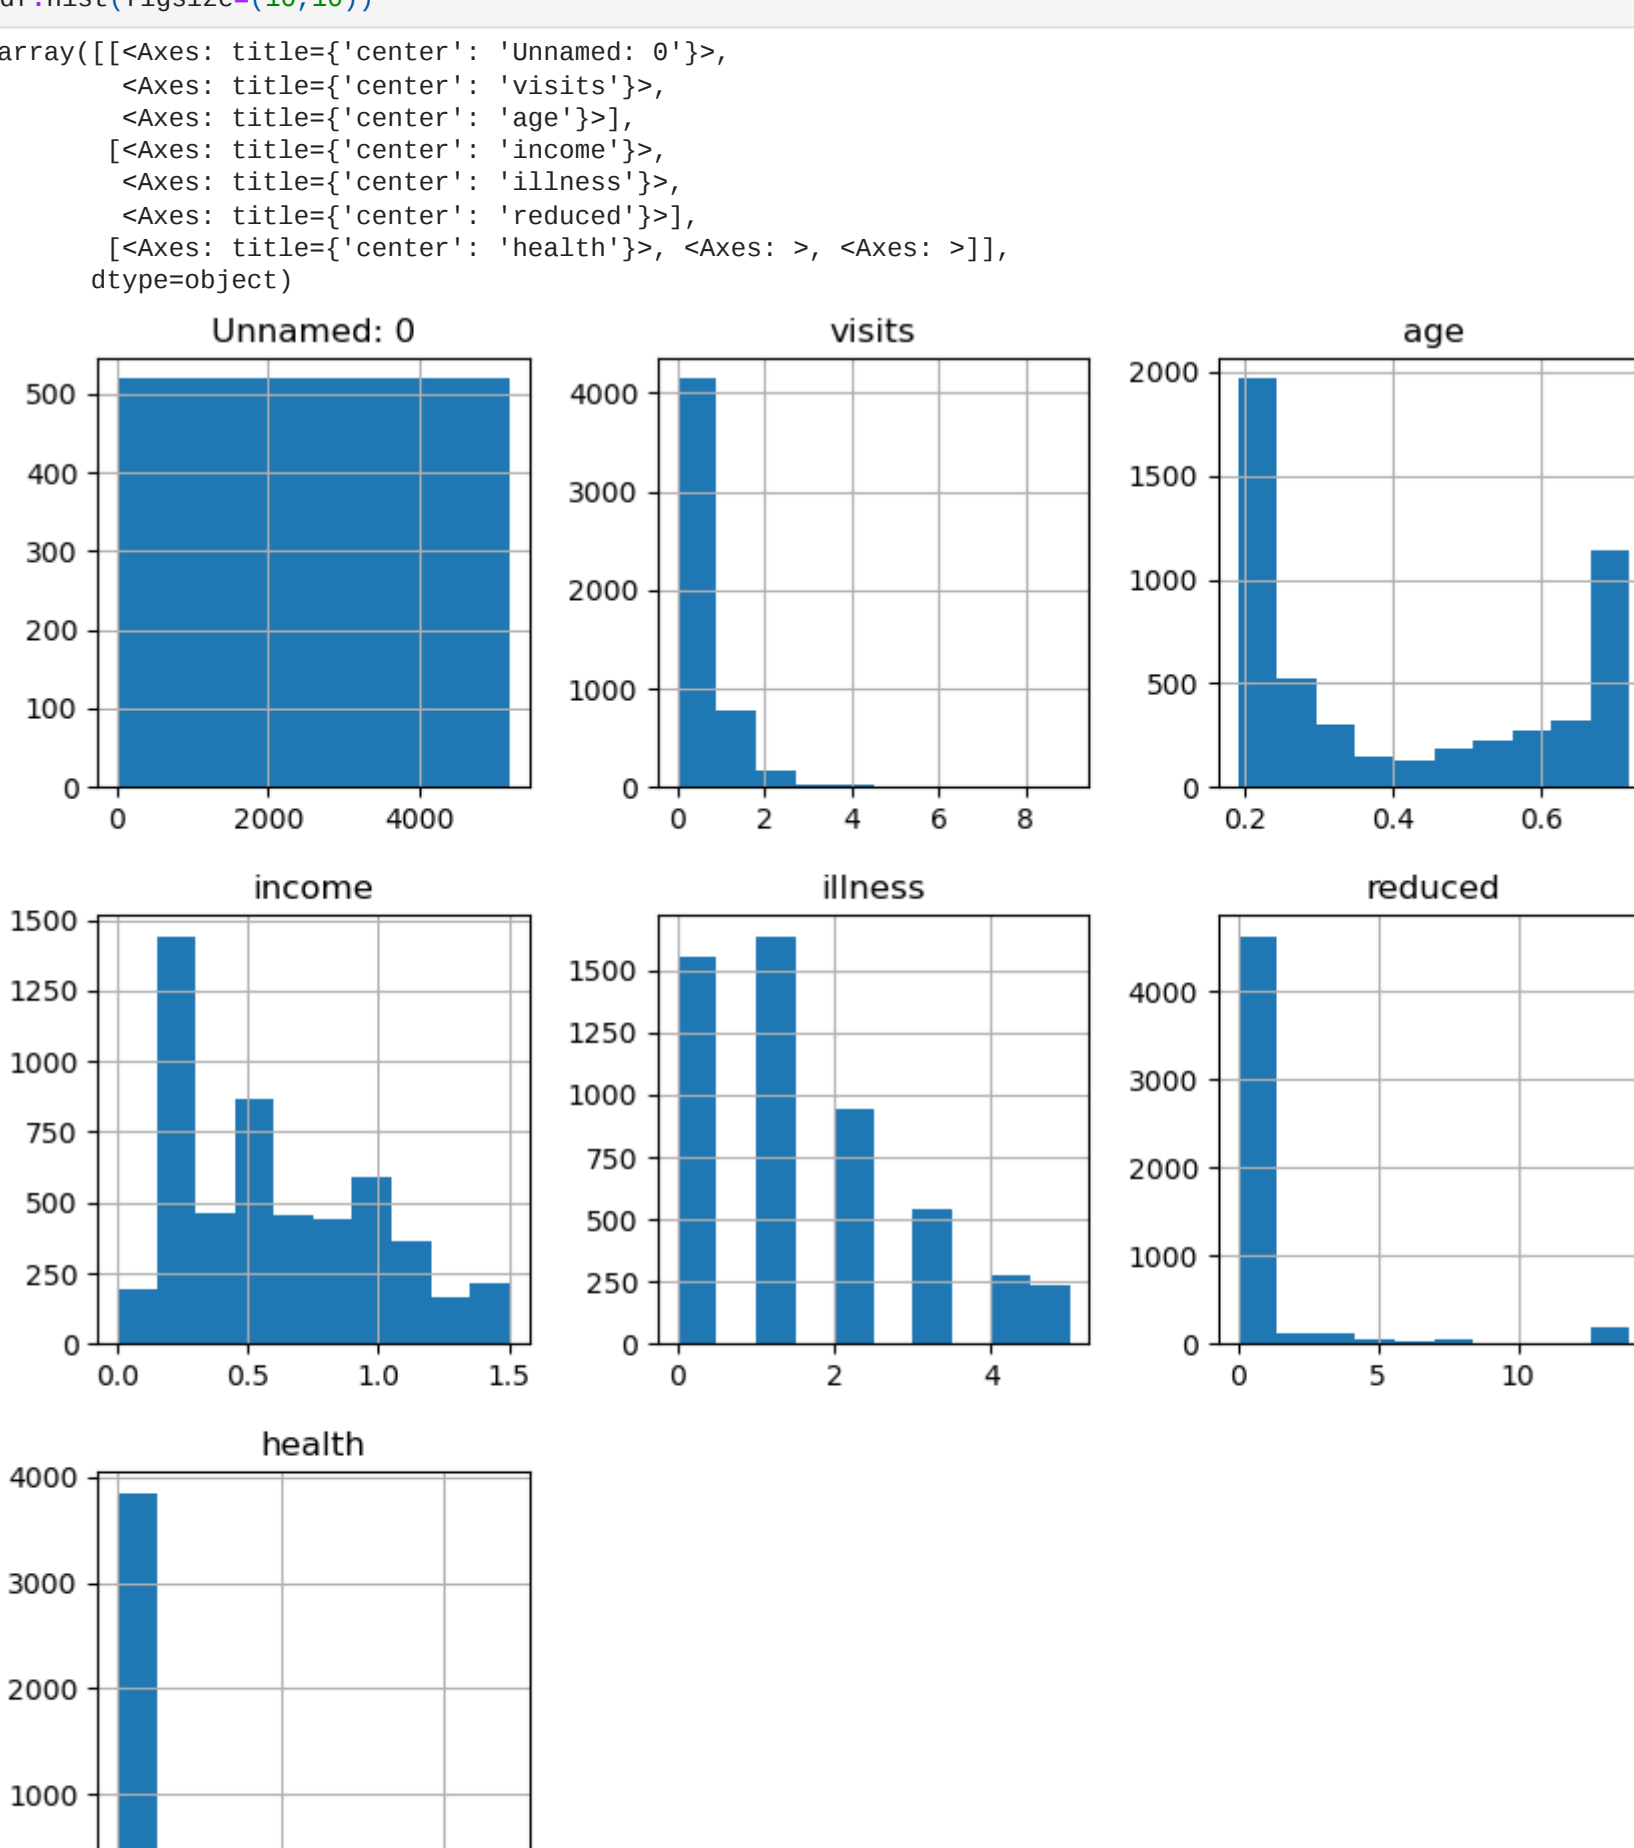 df.hist(figsize=(10,10))
array([[<Axes: title={'center': 'Unnamed: 0'}>,
<Axes: title={'center': 'visits'}>,
<Axes: title={'center': 'age'}>],
[<Axes: title={'center': 'income'}>,
<Axes: title={'center': 'illness'}>,
<Axes: title={'center': 'reduced'}>],
[<Axes: title={'center': 'health'}>, <Axes: >, <Axes: >]],
dtype=object)
Unnamed: 0
500
400
300
200
100
0
0 2000 4000
visits
4000
3000
2000
1000
0
0 2 4 6 8
age
2000
1500
1000
500
0
0.2 0.4 0.6
income
1500
1250
1000
750
500
250
0
0.0 0.5 1.0 1.5
illness
1500
1250
1000
750
500
250
0
0 2 4
reduced
4000
3000
2000
1000
0
0 5 10
health
4000
3000
2000
1000